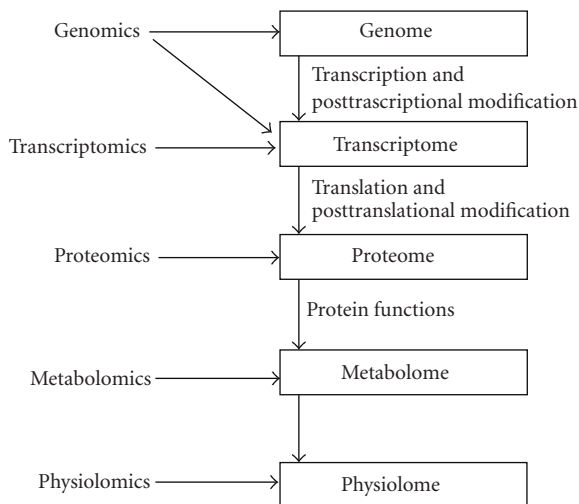 Genomics
Genome
Transcription and
posttrascriptional modification
Transcriptomics
Transcriptome
Translation and
posttranslational modification
Proteomics
Proteome
Protein functions
Metabolomics
Metabolome
Physiolomics
Physiolome